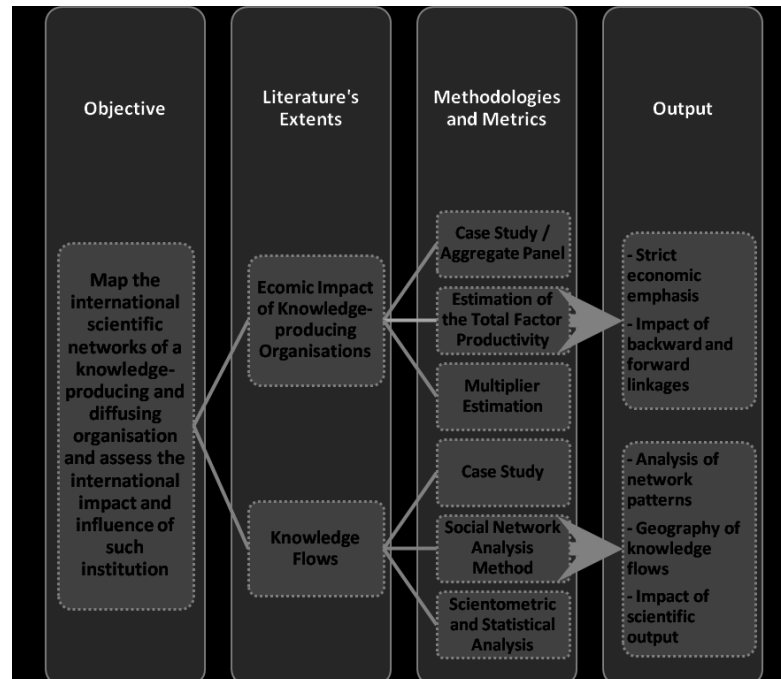 Objective
Literature's
Extents
Methodologies
and Metrics
Output
Map the
international
scientific
networks of a
knowledge-
producing and
diffusing
organisation
and assess the
international
impact and
influence of
such
institution
Ecomic Impact
of Knowledge-
producing
Organisations
Knowledge
Flows
Case Study /
Aggregate Panel
Estimation of
the Total Factor
Productivity
Multiplier
Estimation
Case Study
Social Network
Analysis
Method
Scientometric
and Statistical
Analysis
- Strict
economic
emphasis
- Impact of
backward and
forward
linkages
- Analysis of
network
patterns
- Geography of
knowledge
flows
- Impact of
scientific
output